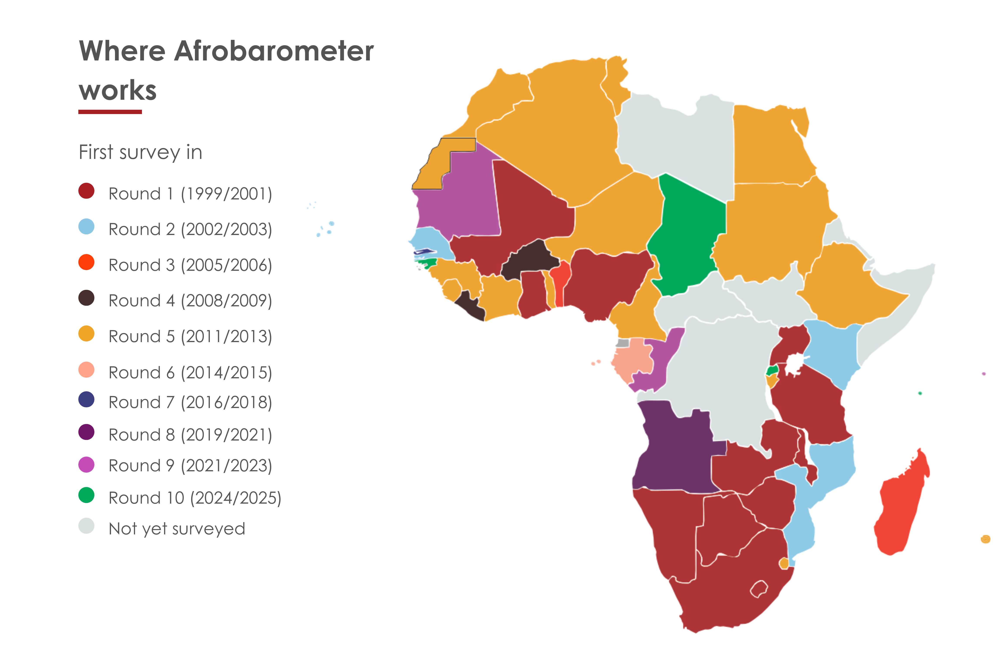 Where Afrobarometer
works
First survey in
Round 1 (1999/2001)
Round 2 (2002/2003)
Round 3 (2005/2006)
Round 4 (2008/2009)
Round 5 (2011/2013)
Round 6 (2014/2015)
Round 7 (2016/2018)
Round 8 (2019/2021)
Round 9 (2021/2023)
Round 10 (2024/2025)
Not yet surveyed